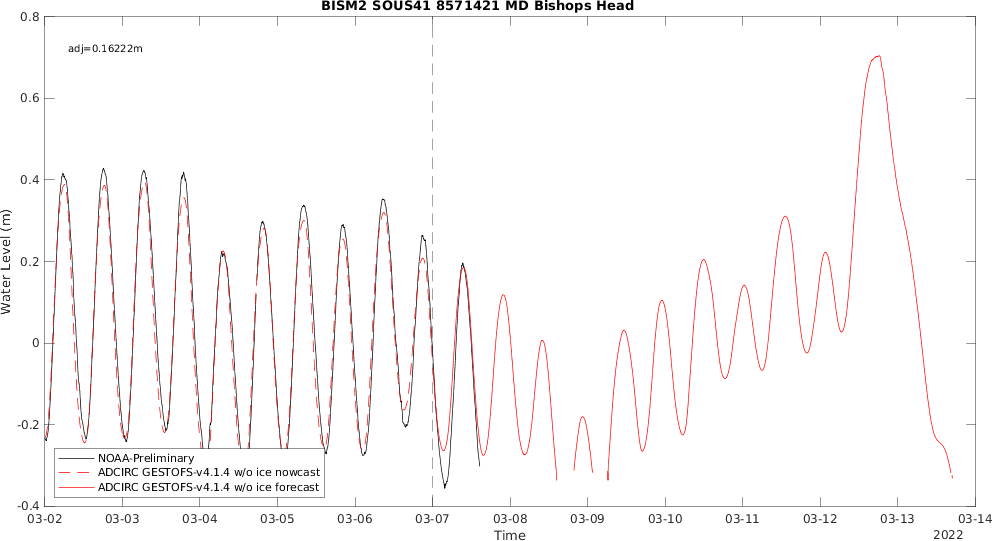 BISM2 SOUS41 8571421 MD Bishops Head
adj=0.16222m
Water Level (m)
0.8
0.6
0.4
0.2
0
-0.2
-0.4
NOAA-Preliminary
ADCIRC GESTOFS-v4.1.4 w/o ice nowcast
ADCIRC GESTOFS-v4.1.4 w/o ice forecast
03-02 03-03 03-04 03-05 03-06 03-07 03-08 03-09 03-10 03-11 03-12 03-13 03-14
Time
2022